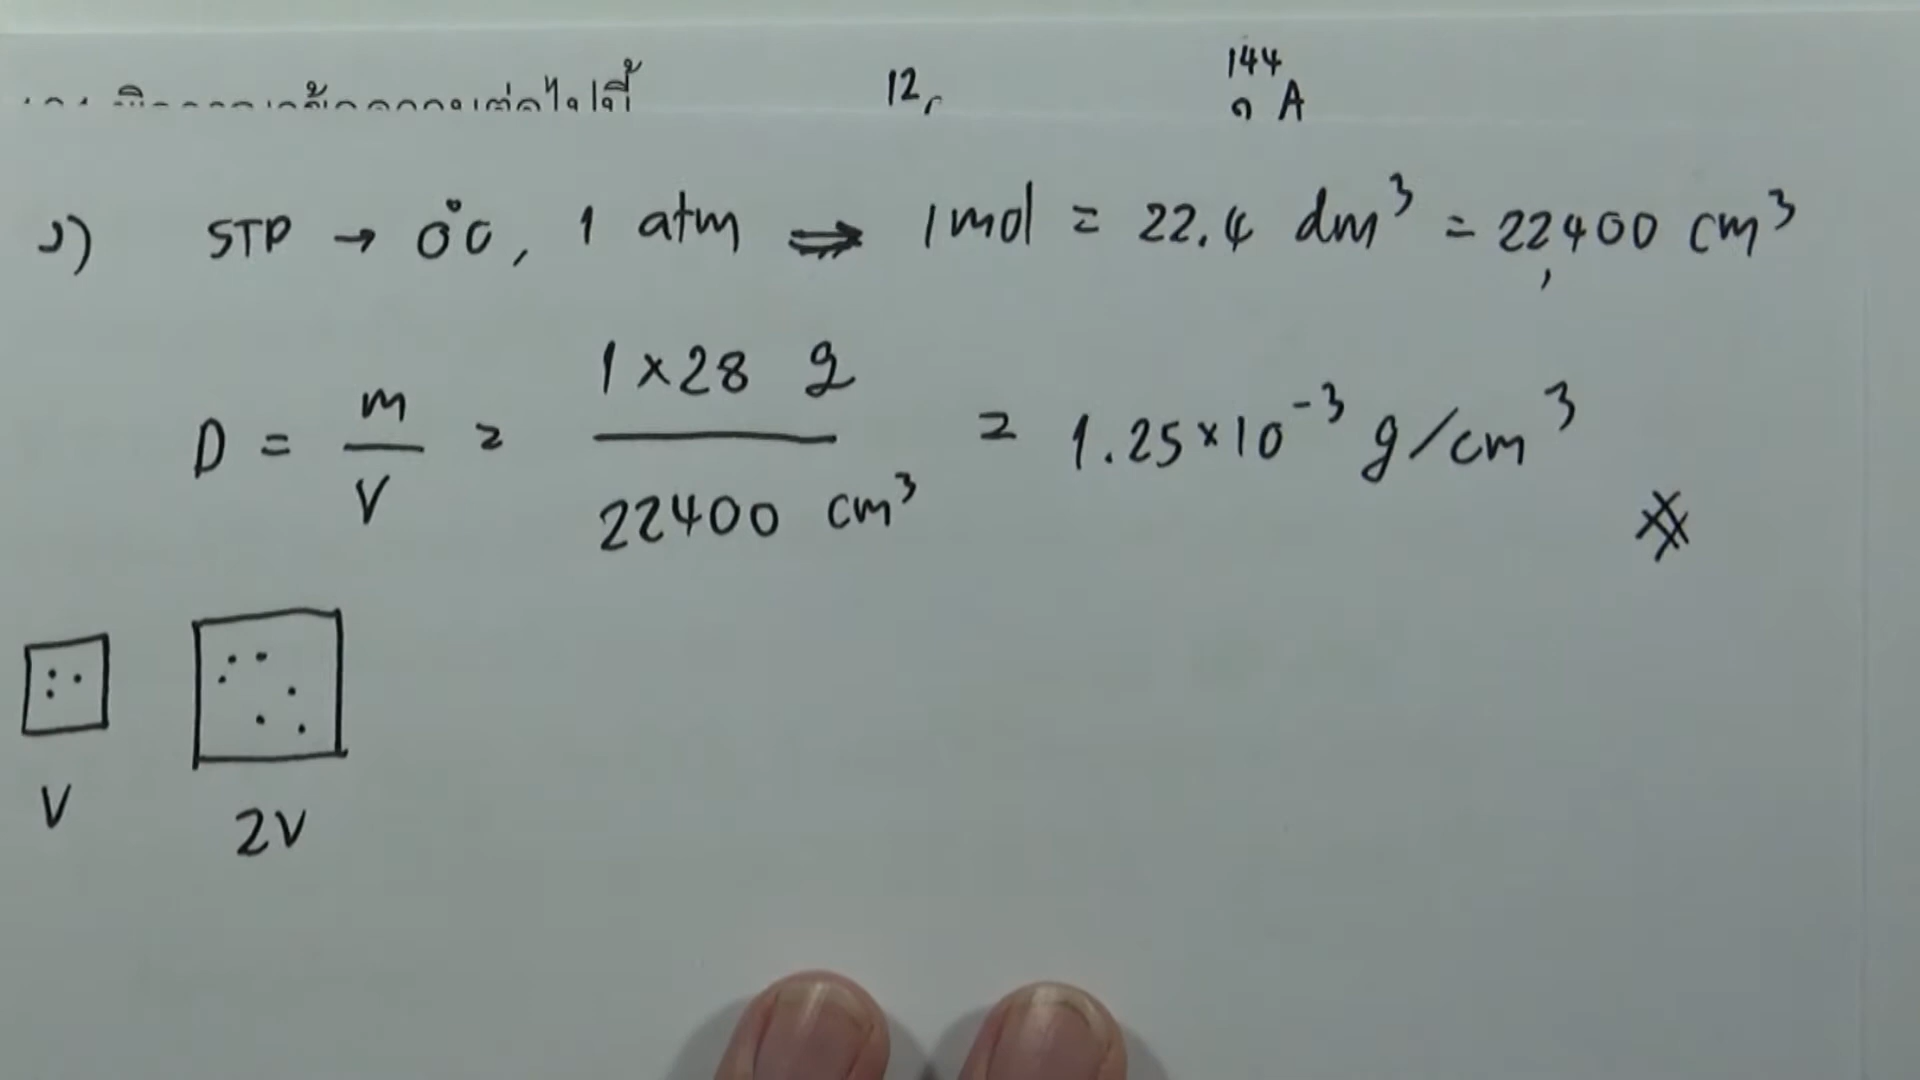 12
144
A
ง) STP → 0°C, 1 atm ⇒ 1 mol = 22.4 dm³ = 22,400 cm³
D = m/V = 1 × 28 g / 22400 cm³ = 1.25 × 10⁻³ g/cm³
V
2V